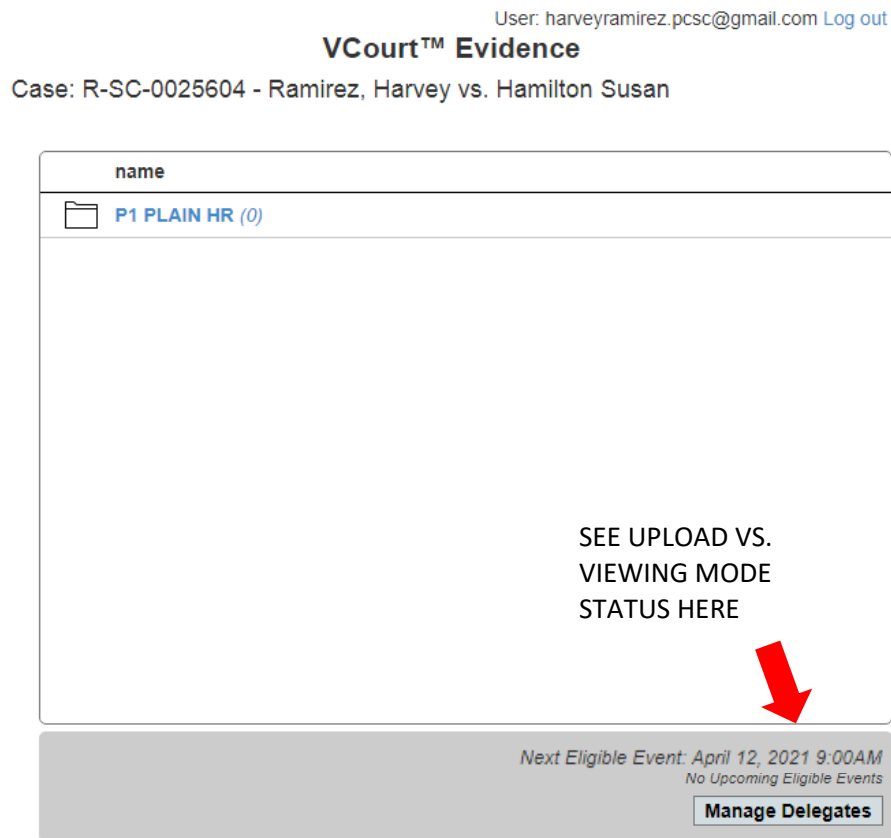 User: harveyramirez.pcsc@gmail.com Log out
VCourt™ Evidence
Case: R-SC-0025604 - Ramirez, Harvey vs. Hamilton Susan
name
P1 PLAIN HR (0)
SEE UPLOAD VS.
VIEWING MODE
STATUS HERE
Next Eligible Event: April 12, 2021 9:00AM
No Upcoming Eligible Events
Manage Delegates